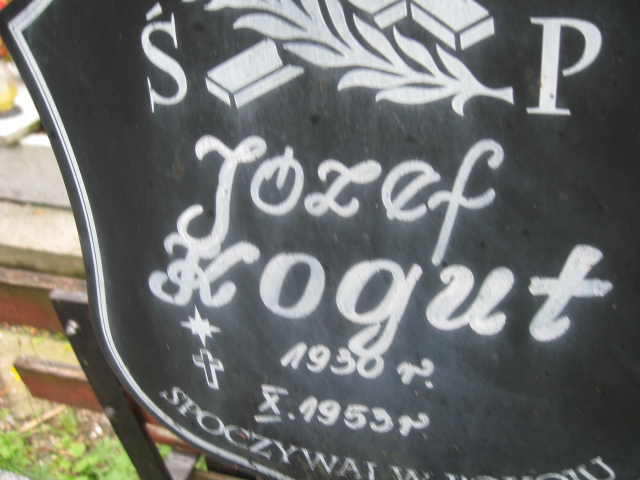 Ś P
Józef
Kogut
1930 r.
X. 1953 r.
SPOCZYWAJ W POKOJU